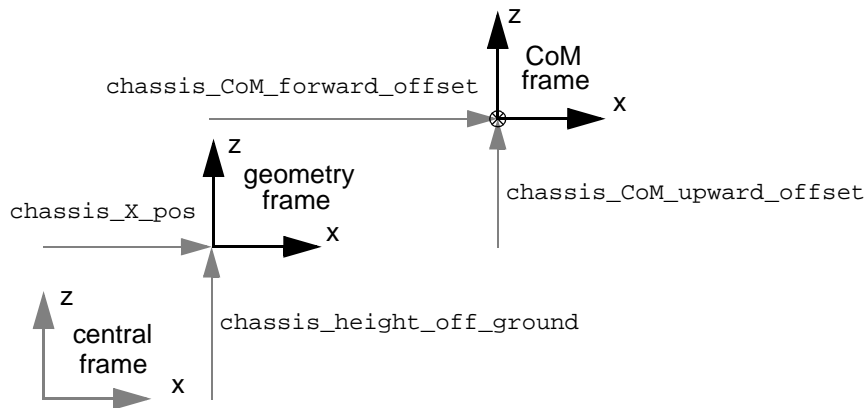 z
CoM
frame
chassis_CoM_forward_offset
x
z
geometry
frame
chassis_CoM_upward_offset
chassis_X_pos
x
z
chassis_height_off_ground
central
frame
x